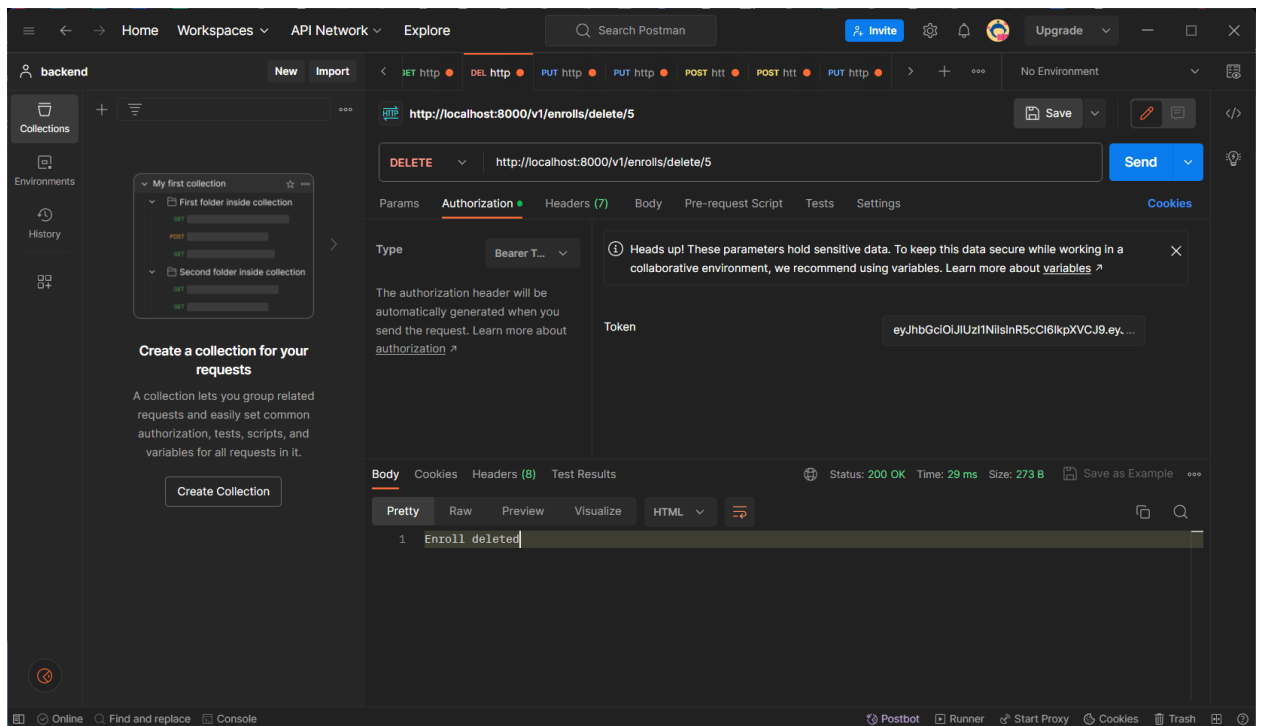 Home Workspaces API Network Explore Search Postman Invite Upgrade
backend New Import GET http DEL http PUT http PUT http POST htt POST htt PUT http No Environment
Collections
Environments
History
My first collection
First folder inside collection
GET
POST
GET
Second folder inside collection
GET
GET
Create a collection for your
requests
A collection lets you group related
requests and easily set common
authorization, tests, scripts, and
variables for all requests in it.
Create Collection
HTTP http://localhost:8000/v1/enrolls/delete/5 Save
DELETE http://localhost:8000/v1/enrolls/delete/5 Send
Params Authorization Headers (7) Body Pre-request Script Tests Settings Cookies
Type Bearer T...
The authorization header will be
automatically generated when you
send the request. Learn more about
authorization ↗
Heads up! These parameters hold sensitive data. To keep this data secure while working in a
collaborative environment, we recommend using variables. Learn more about variables ↗
Token eyJhbGciOiJIUzI1NiIsInR5cCI6IkpXVCJ9.ey...
Body Cookies Headers (8) Test Results Status: 200 OK Time: 29 ms Size: 273 B Save as Example
Pretty Raw Preview Visualize HTML
1 Enroll deleted
Online Find and replace Console Postbot Runner Start Proxy Cookies Trash